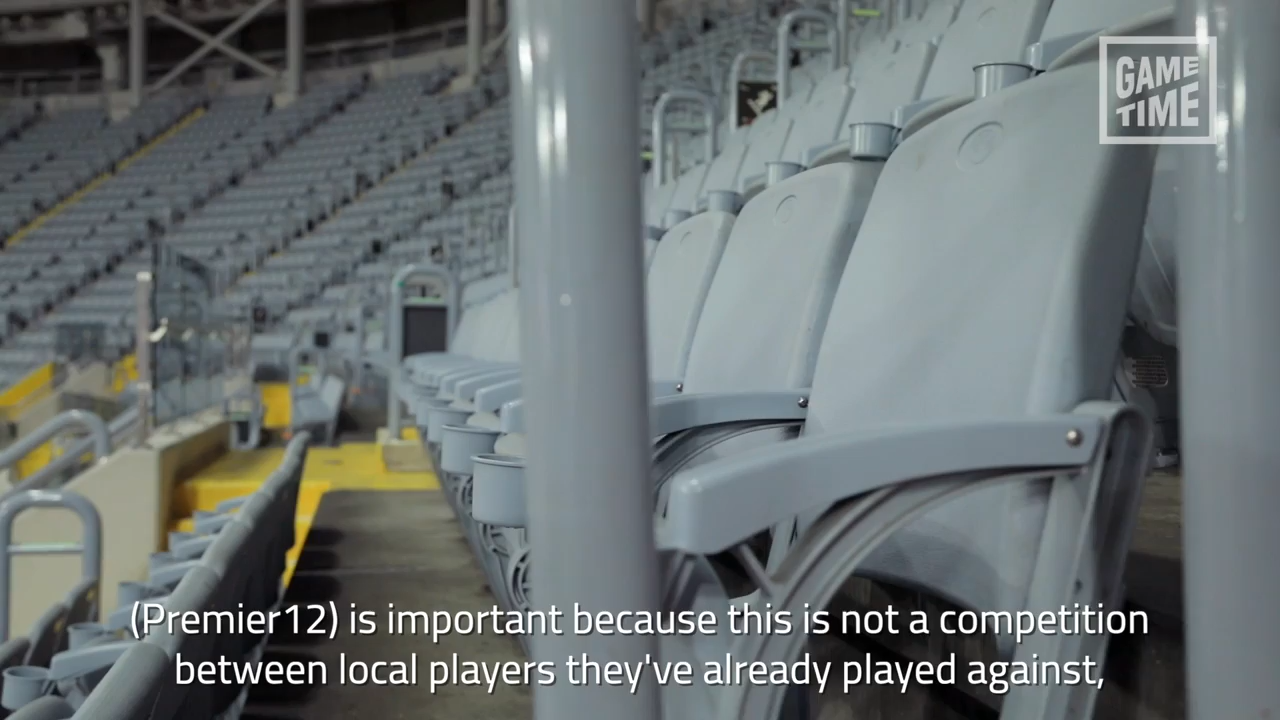 GAME
TIME
(Premier12) is important because this is not a competition
between local players they've already played against,